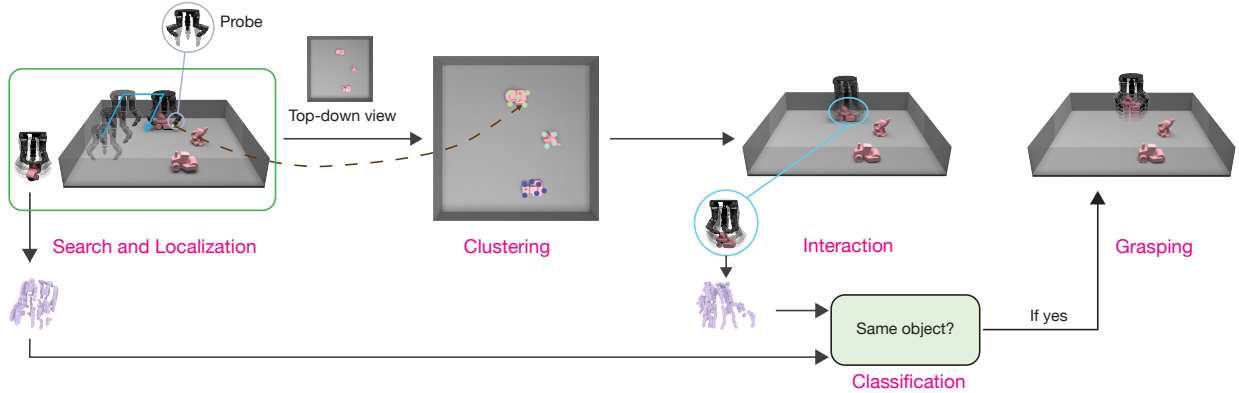 Probe
Top-down view
Search and Localization
Clustering
Interaction
Grasping
Same object?
If yes
Classification